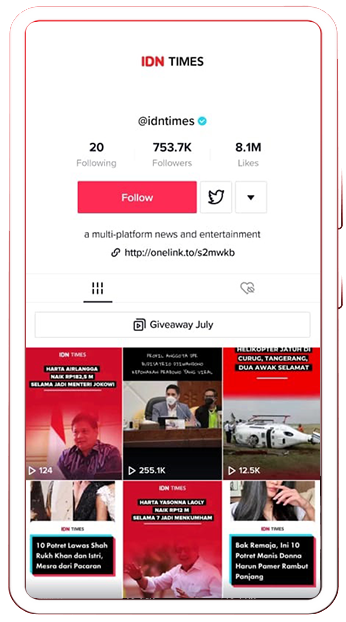 IDN TIMES
@idntimes
20
753.7K
8.1M
Following
Followers
Likes
Follow
a multi-platform news and entertainment
http://onelink.to/s2mwkb
Giveaway July
IDN TIMES
HARTA AIRLANGGA
NAIK RP182,5 M
SELAMA JADI MENTERI JOKOWI
124
PROFIL ANGGOTA DPR
KEPONAKAN PRABOWO YANG VIRAL
255.1K
HELIKOPTER JATUH DI
CURUG, TANGERANG,
DUA AWAK SELAMAT
12.5K
IDN TIMES
10 Potret Lawas Shah
Rukh Khan dan Istri,
Mesra dari Pacaran
IDN TIMES
HARTA YASONNA LAOLY
NAIK RP12 M
SELAMA 7 JADI MENKUMHAM
IDN TIMES
Bak Remaja, Ini 10
Potret Manis Donna
Harun Pamer Rambut
Panjang